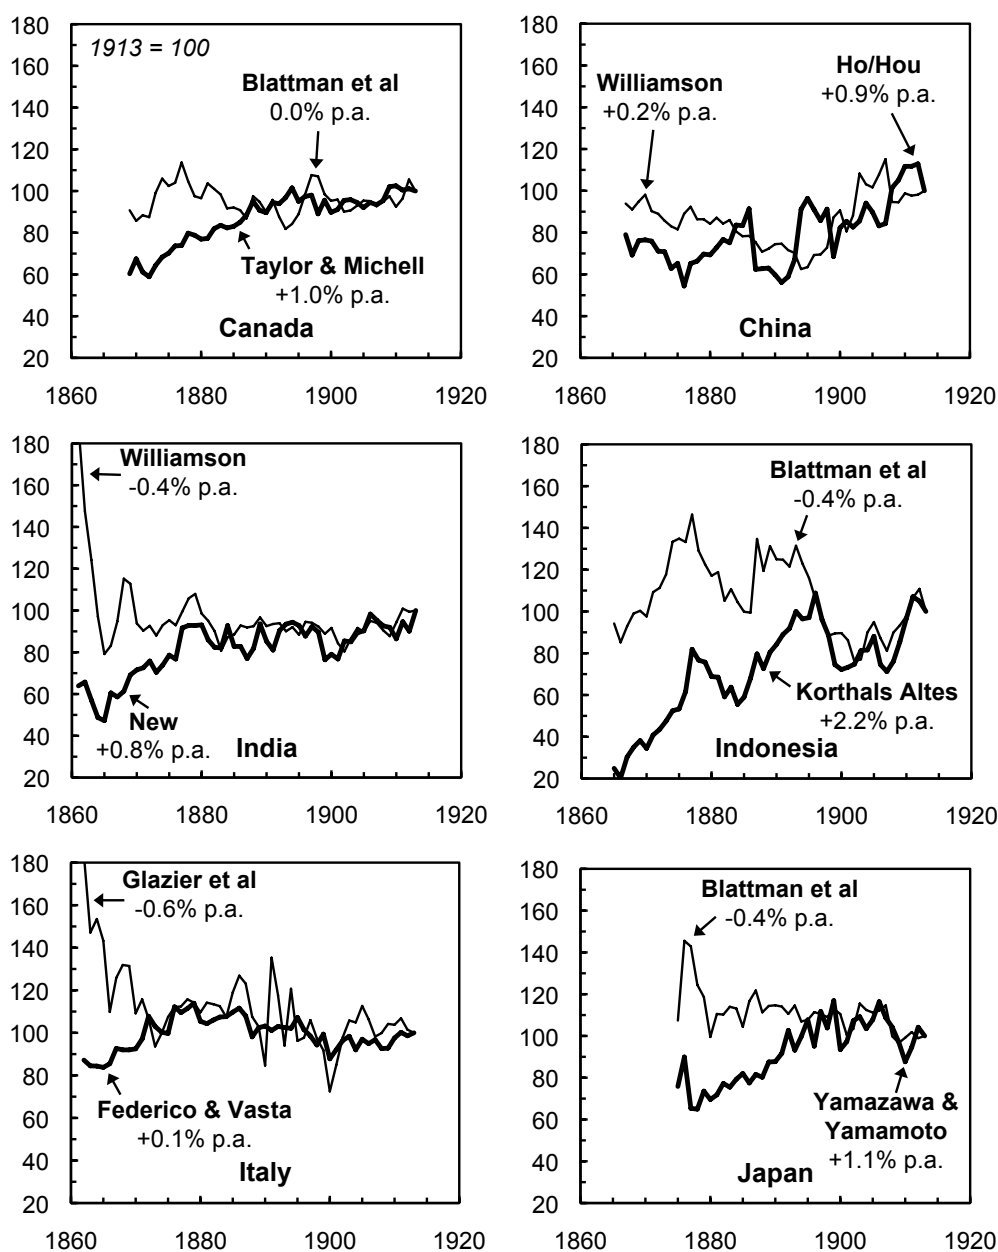 1913 = 100
180
160
140
120
100
80
60
40
20
Blattman et al
0.0% p.a.
Taylor & Michell
+1.0% p.a.
Canada
1860
1880
1900
1920
180
160
140
120
100
80
60
40
20
Williamson
+0.2% p.a.
Ho/Hou
+0.9% p.a.
China
1860
1880
1900
1920
180
160
140
120
100
80
60
40
20
Williamson
-0.4% p.a.
New
+0.8% p.a.
India
1860
1880
1900
1920
180
160
140
120
100
80
60
40
20
Blattman et al
-0.4% p.a.
Korthals Altes
+2.2% p.a.
Indonesia
1860
1880
1900
1920
180
160
140
120
100
80
60
40
20
Glazier et al
-0.6% p.a.
Federico & Vasta
+0.1% p.a.
Italy
1860
1880
1900
1920
180
160
140
120
100
80
60
40
20
Blattman et al
-0.4% p.a.
Yamazawa &
Yamamoto
+1.1% p.a.
Japan
1860
1880
1900
1920